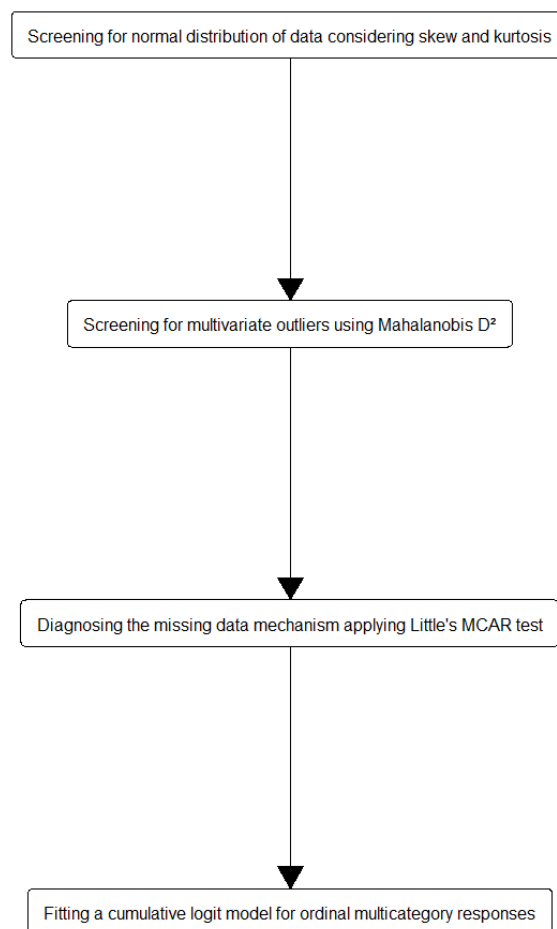 Screening for normal distribution of data considering skew and kurtosis
Screening for multivariate outliers using Mahalanobis D²
Diagnosing the missing data mechanism applying Little's MCAR test
Fitting a cumulative logit model for ordinal multicategory responses